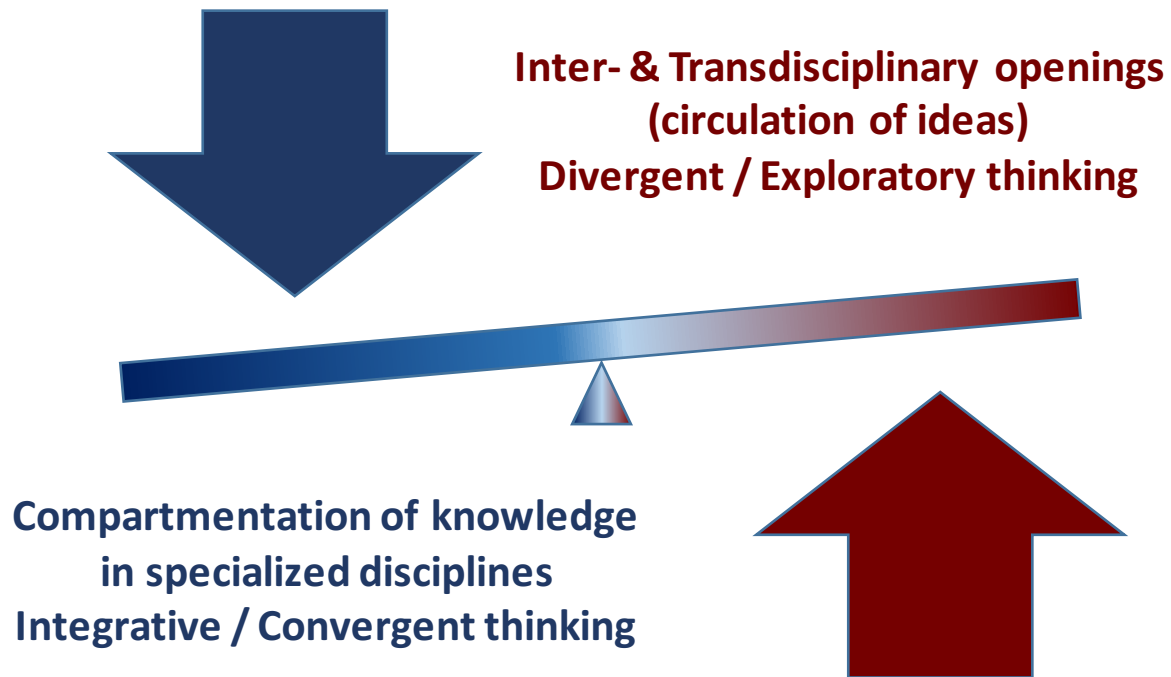 Inter- & Transdisciplinary openings
(circulation of ideas)
Divergent / Exploratory thinking
Compartmentation of knowledge
in specialized disciplines
Integrative / Convergent thinking